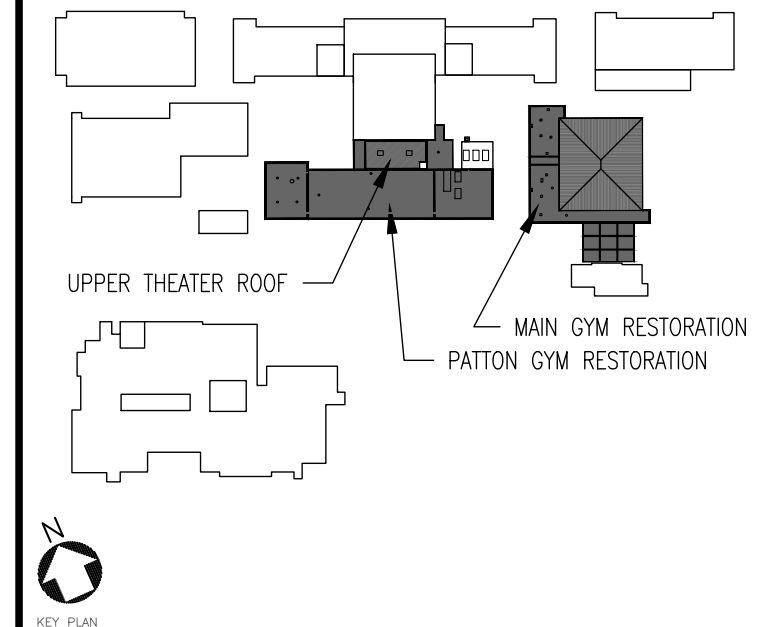 UPPER THEATER ROOF
MAIN GYM RESTORATION
PATTON GYM RESTORATION
N
KEY PLAN